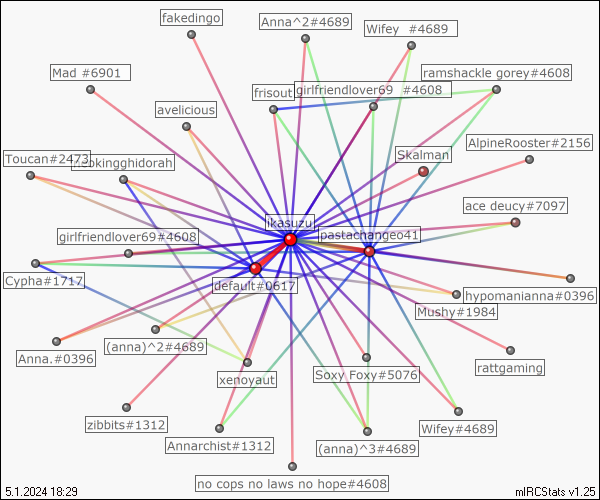 fakedingo
Anna^2#4689
Wifey #4689
Mad #6901
ramshackle gorey#4608
girlfriendlover69 #4608
frisout
avelicious
AlpineRooster#2156
Skalman
Toucan#2473
ace deucy#7097
ikasuzu
pastachangeo41
girlfriendlover69#4608
Cypha#1717
default#0617
hypomanianna#0396
Mushy#1984
(anna)^2#4689
Anna.#0396
rattgaming
Soxy Foxy#5076
xenoyaut
zibbits#1312
Wifey#4689
Annarchist#1312
(anna)^3#4689
no cops no laws no hope#4608
5.1.2024 18:29
mIRCStats v1.25